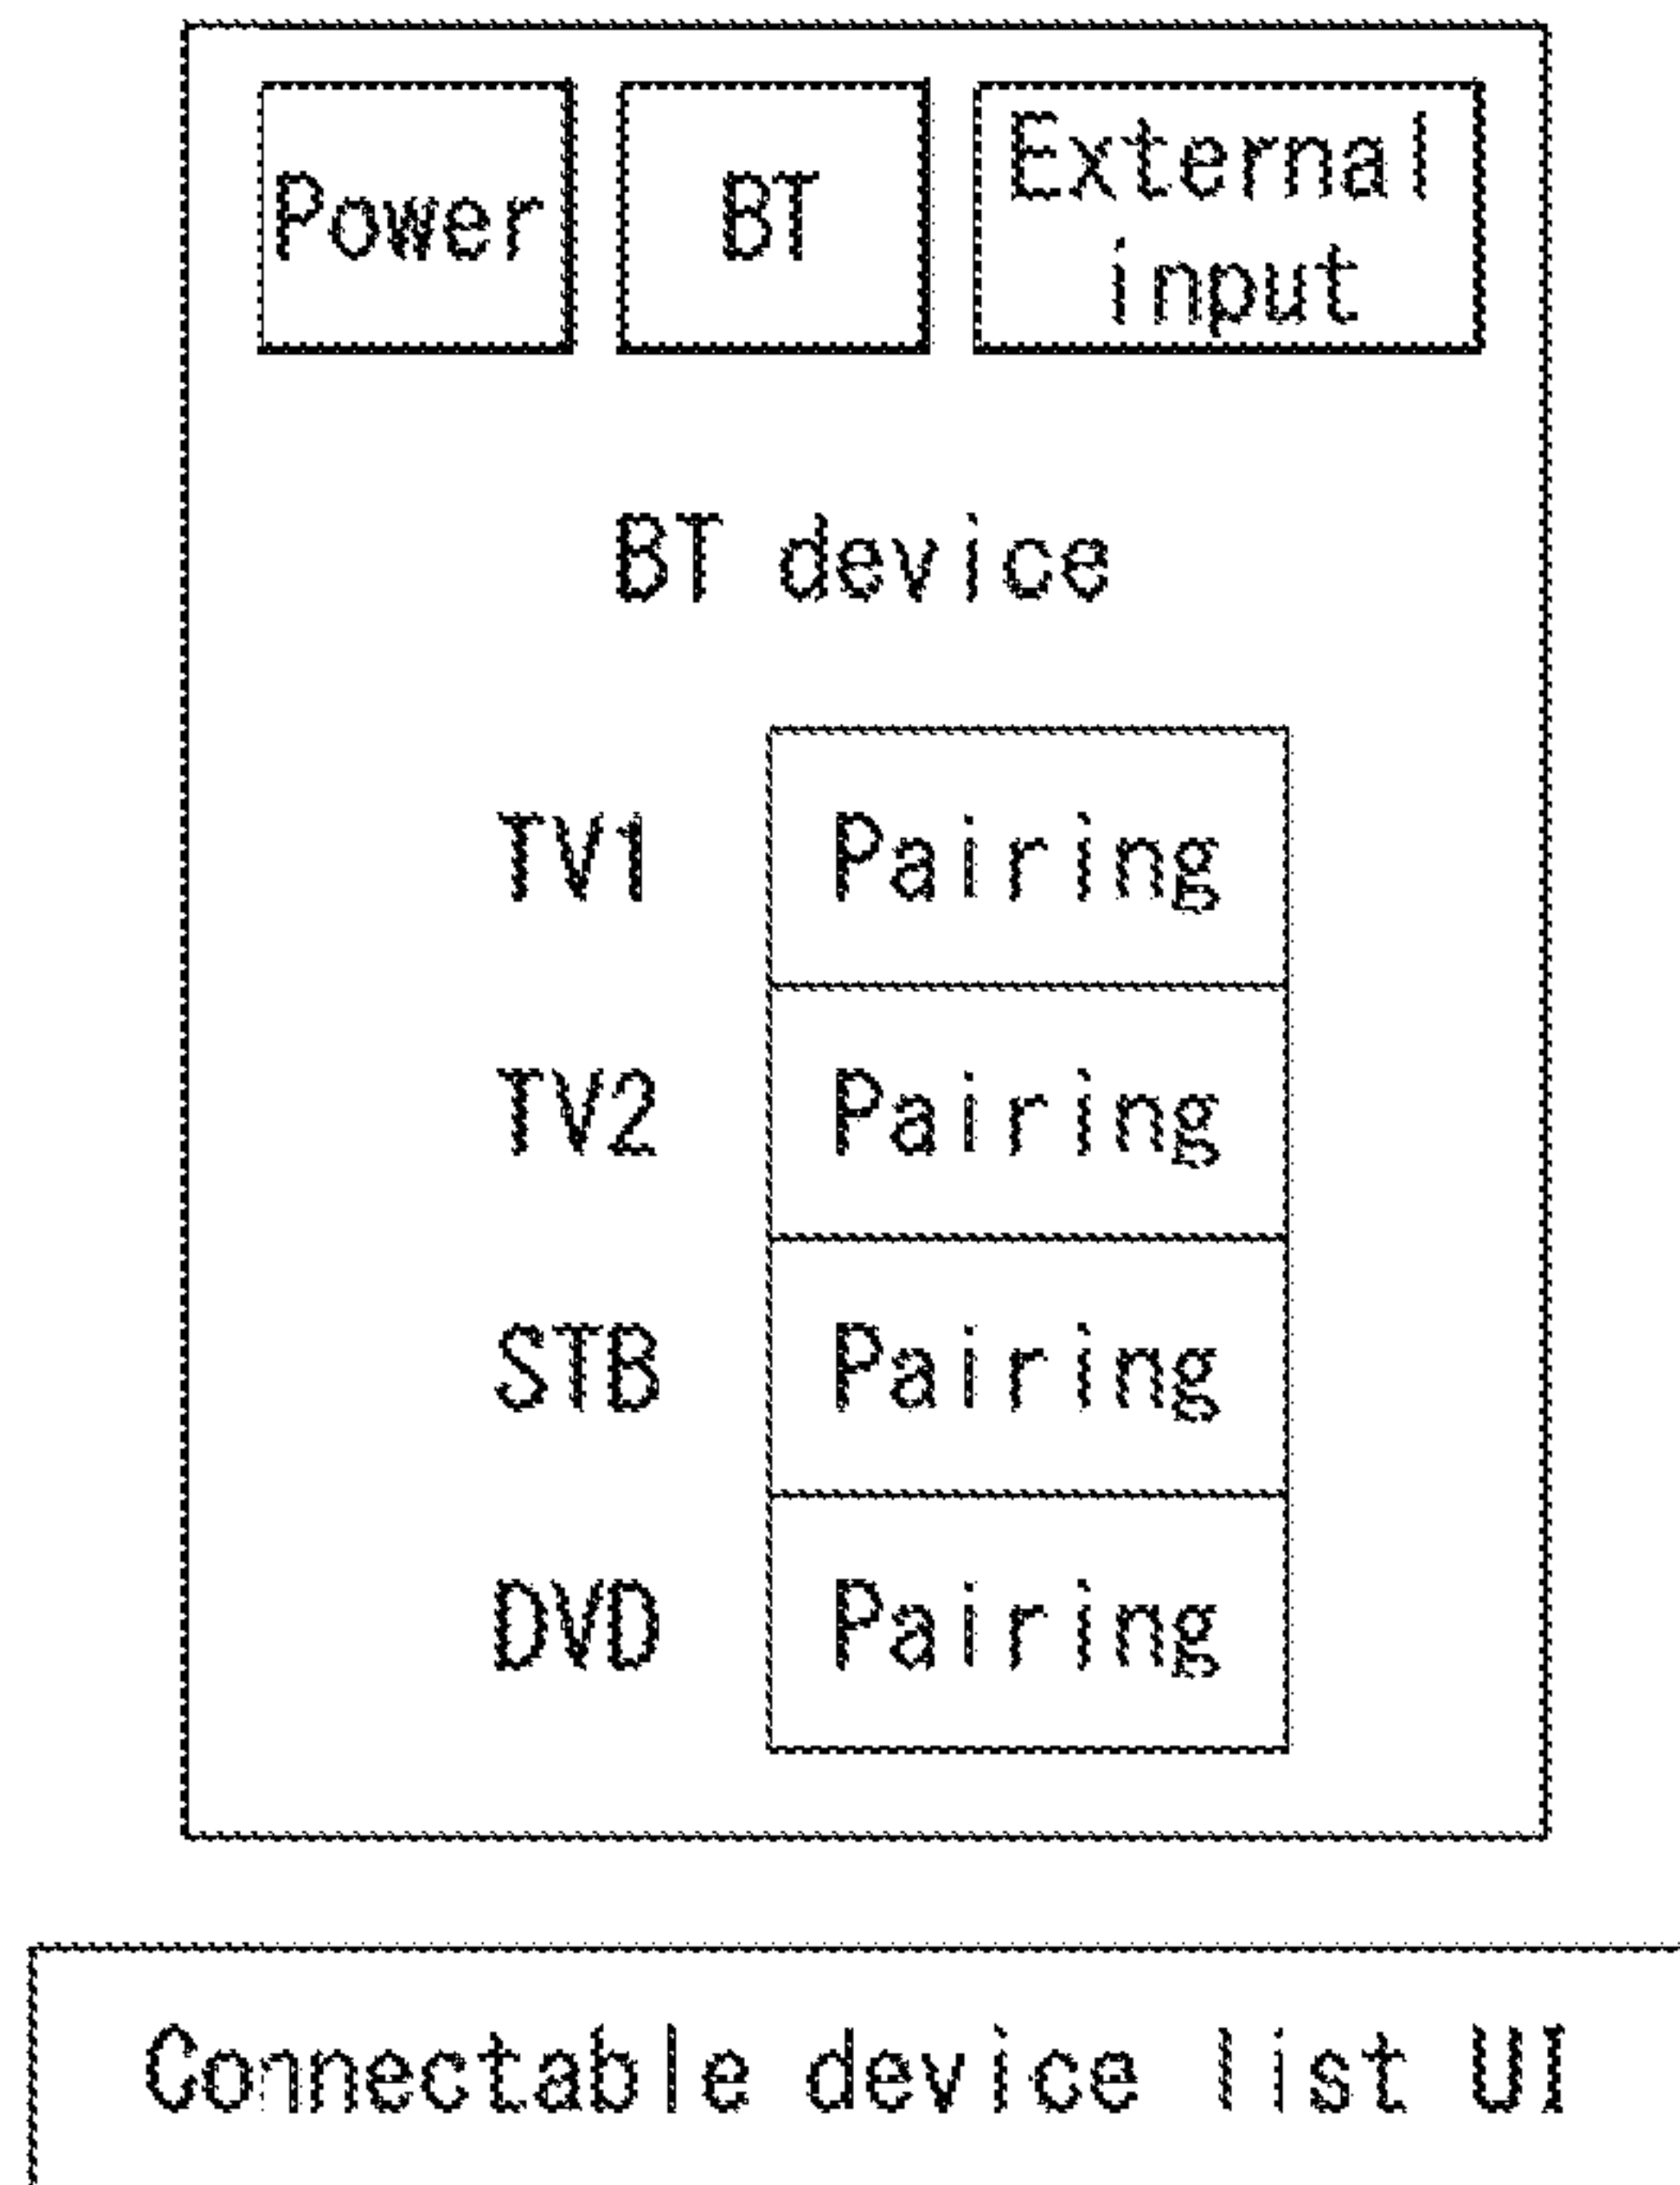 Power BT External
input
BT device
TV1 Pairing
TV2 Pairing
STB Pairing
DVD Pairing
Connectable device list UI